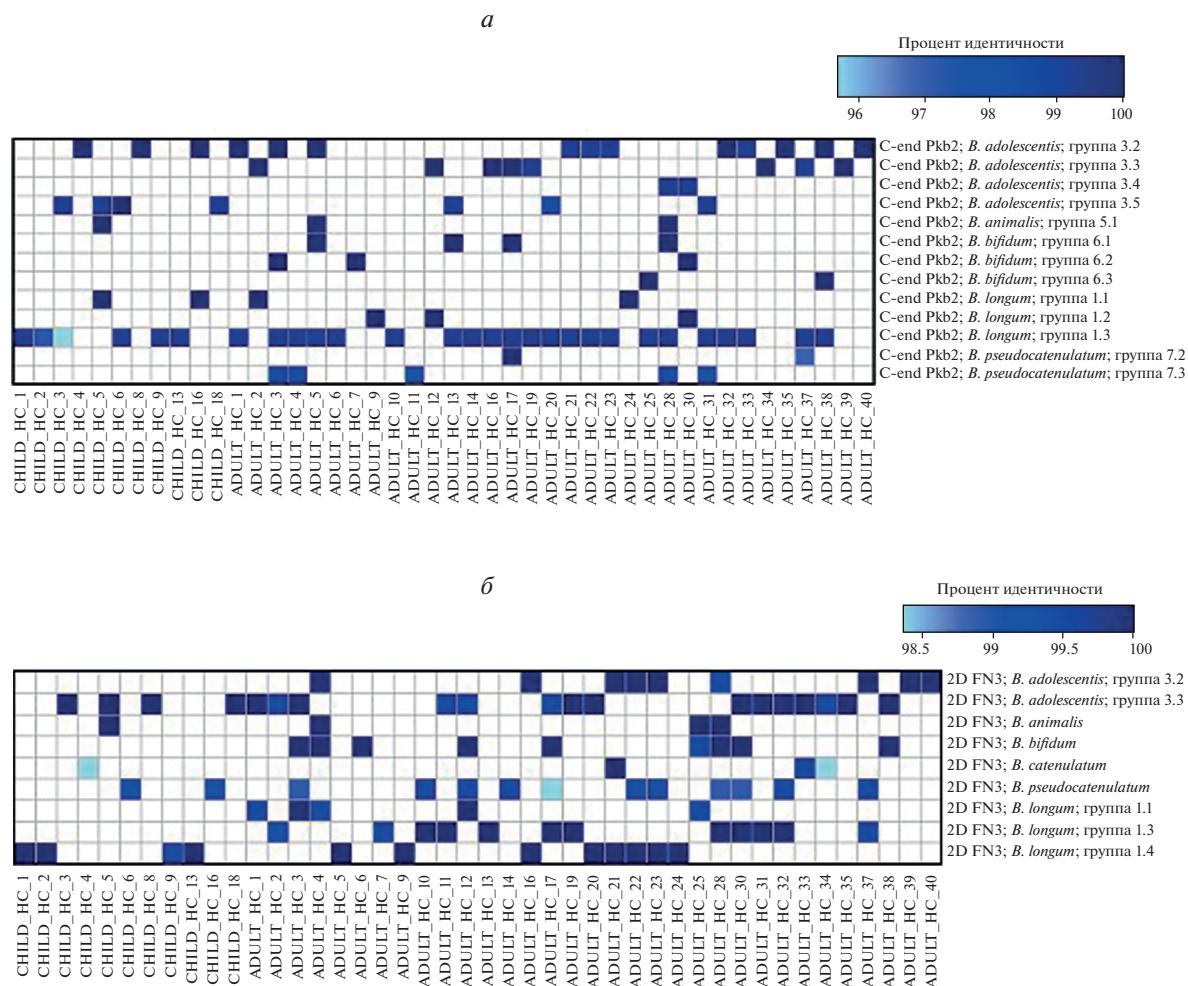 а
Процент идентичности
96 97 98 99 100
C-end Pkb2; B. adolescentis; группа 3.2
C-end Pkb2; B. adolescentis; группа 3.3
C-end Pkb2; B. adolescentis; группа 3.4
C-end Pkb2; B. adolescentis; группа 3.5
C-end Pkb2; B. animalis; группа 5.1
C-end Pkb2; B. bifidum; группа 6.1
C-end Pkb2; B. bifidum; группа 6.2
C-end Pkb2; B. bifidum; группа 6.3
C-end Pkb2; B. longum; группа 1.1
C-end Pkb2; B. longum; группа 1.2
C-end Pkb2; B. longum; группа 1.3
C-end Pkb2; B. pseudocatenulatum; группа 7.2
C-end Pkb2; B. pseudocatenulatum; группа 7.3
CHILD_HC_1
CHILD_HC_2
CHILD_HC_3
CHILD_HC_4
CHILD_HC_5
CHILD_HC_6
CHILD_HC_8
CHILD_HC_9
CHILD_HC_13
CHILD_HC_16
CHILD_HC_18
ADULT_HC_1
ADULT_HC_2
ADULT_HC_3
ADULT_HC_4
ADULT_HC_5
ADULT_HC_6
ADULT_HC_7
ADULT_HC_9
ADULT_HC_10
ADULT_HC_11
ADULT_HC_12
ADULT_HC_13
ADULT_HC_14
ADULT_HC_16
ADULT_HC_17
ADULT_HC_19
ADULT_HC_20
ADULT_HC_21
ADULT_HC_22
ADULT_HC_23
ADULT_HC_24
ADULT_HC_25
ADULT_HC_28
ADULT_HC_30
ADULT_HC_31
ADULT_HC_32
ADULT_HC_33
ADULT_HC_34
ADULT_HC_35
ADULT_HC_37
ADULT_HC_38
ADULT_HC_39
ADULT_HC_40
б
Процент идентичности
98.5 99 99.5 100
2D FN3; B. adolescentis; группа 3.2
2D FN3; B. adolescentis; группа 3.3
2D FN3; B. animalis
2D FN3; B. bifidum
2D FN3; B. catenulatum
2D FN3; B. pseudocatenulatum
2D FN3; B. longum; группа 1.1
2D FN3; B. longum; группа 1.3
2D FN3; B. longum; группа 1.4
CHILD_HC_1
CHILD_HC_2
CHILD_HC_3
CHILD_HC_4
CHILD_HC_5
CHILD_HC_6
CHILD_HC_8
CHILD_HC_9
CHILD_HC_13
CHILD_HC_16
CHILD_HC_18
ADULT_HC_1
ADULT_HC_2
ADULT_HC_3
ADULT_HC_4
ADULT_HC_5
ADULT_HC_6
ADULT_HC_7
ADULT_HC_9
ADULT_HC_10
ADULT_HC_11
ADULT_HC_12
ADULT_HC_13
ADULT_HC_14
ADULT_HC_16
ADULT_HC_17
ADULT_HC_19
ADULT_HC_20
ADULT_HC_21
ADULT_HC_22
ADULT_HC_23
ADULT_HC_24
ADULT_HC_25
ADULT_HC_28
ADULT_HC_30
ADULT_HC_31
ADULT_HC_32
ADULT_HC_33
ADULT_HC_34
ADULT_HC_35
ADULT_HC_37
ADULT_HC_38
ADULT_HC_39
ADULT_HC_40